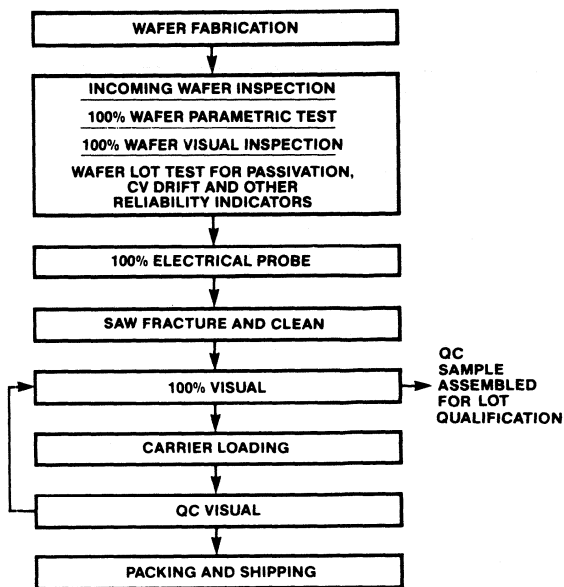 WAFER FABRICATION
INCOMING WAFER INSPECTION
100% WAFER PARAMETRIC TEST
100% WAFER VISUAL INSPECTION
WAFER LOT TEST FOR PASSIVATION,
CV DRIFT AND OTHER
RELIABILITY INDICATORS
100% ELECTRICAL PROBE
SAW FRACTURE AND CLEAN
100% VISUAL
QC
SAMPLE
ASSEMBLED
FOR LOT
QUALIFICATION
CARRIER LOADING
QC VISUAL
PACKING AND SHIPPING